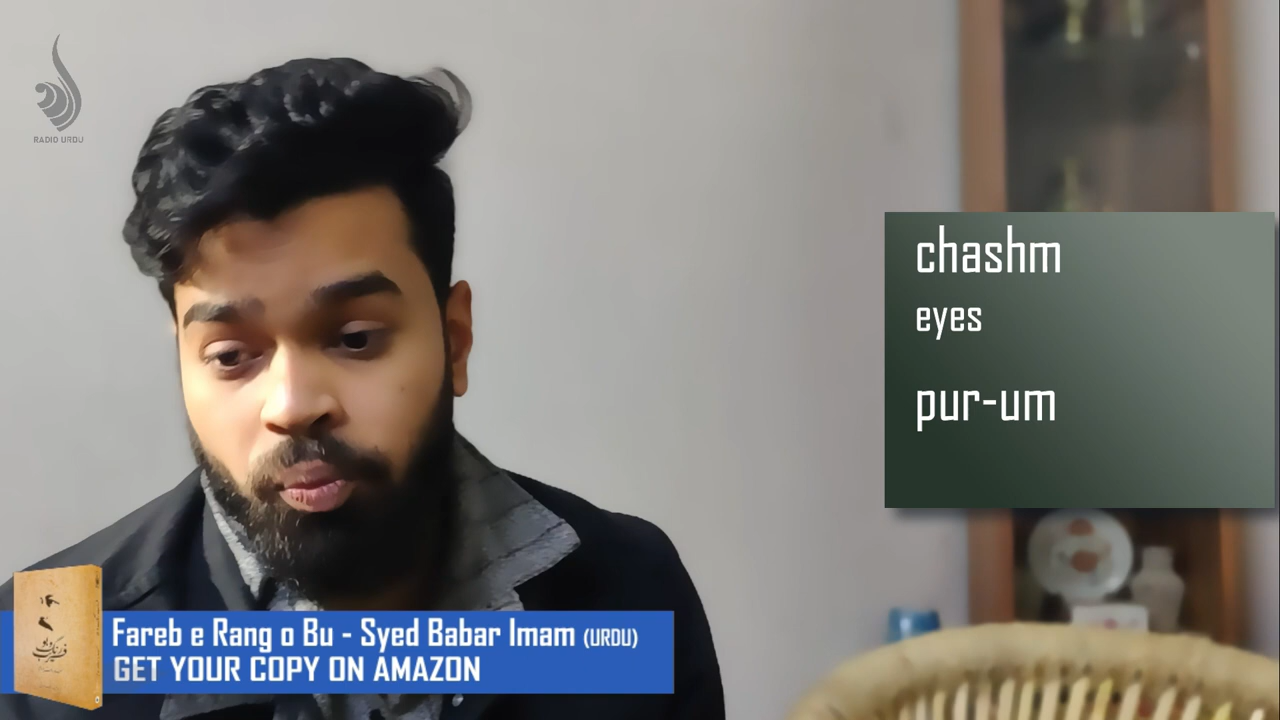 RADIO URDU
chashm
eyes
pur-um
Fareb e Rang o Bu - Syed Babar Imam (URDU)
GET YOUR COPY ON AMAZON